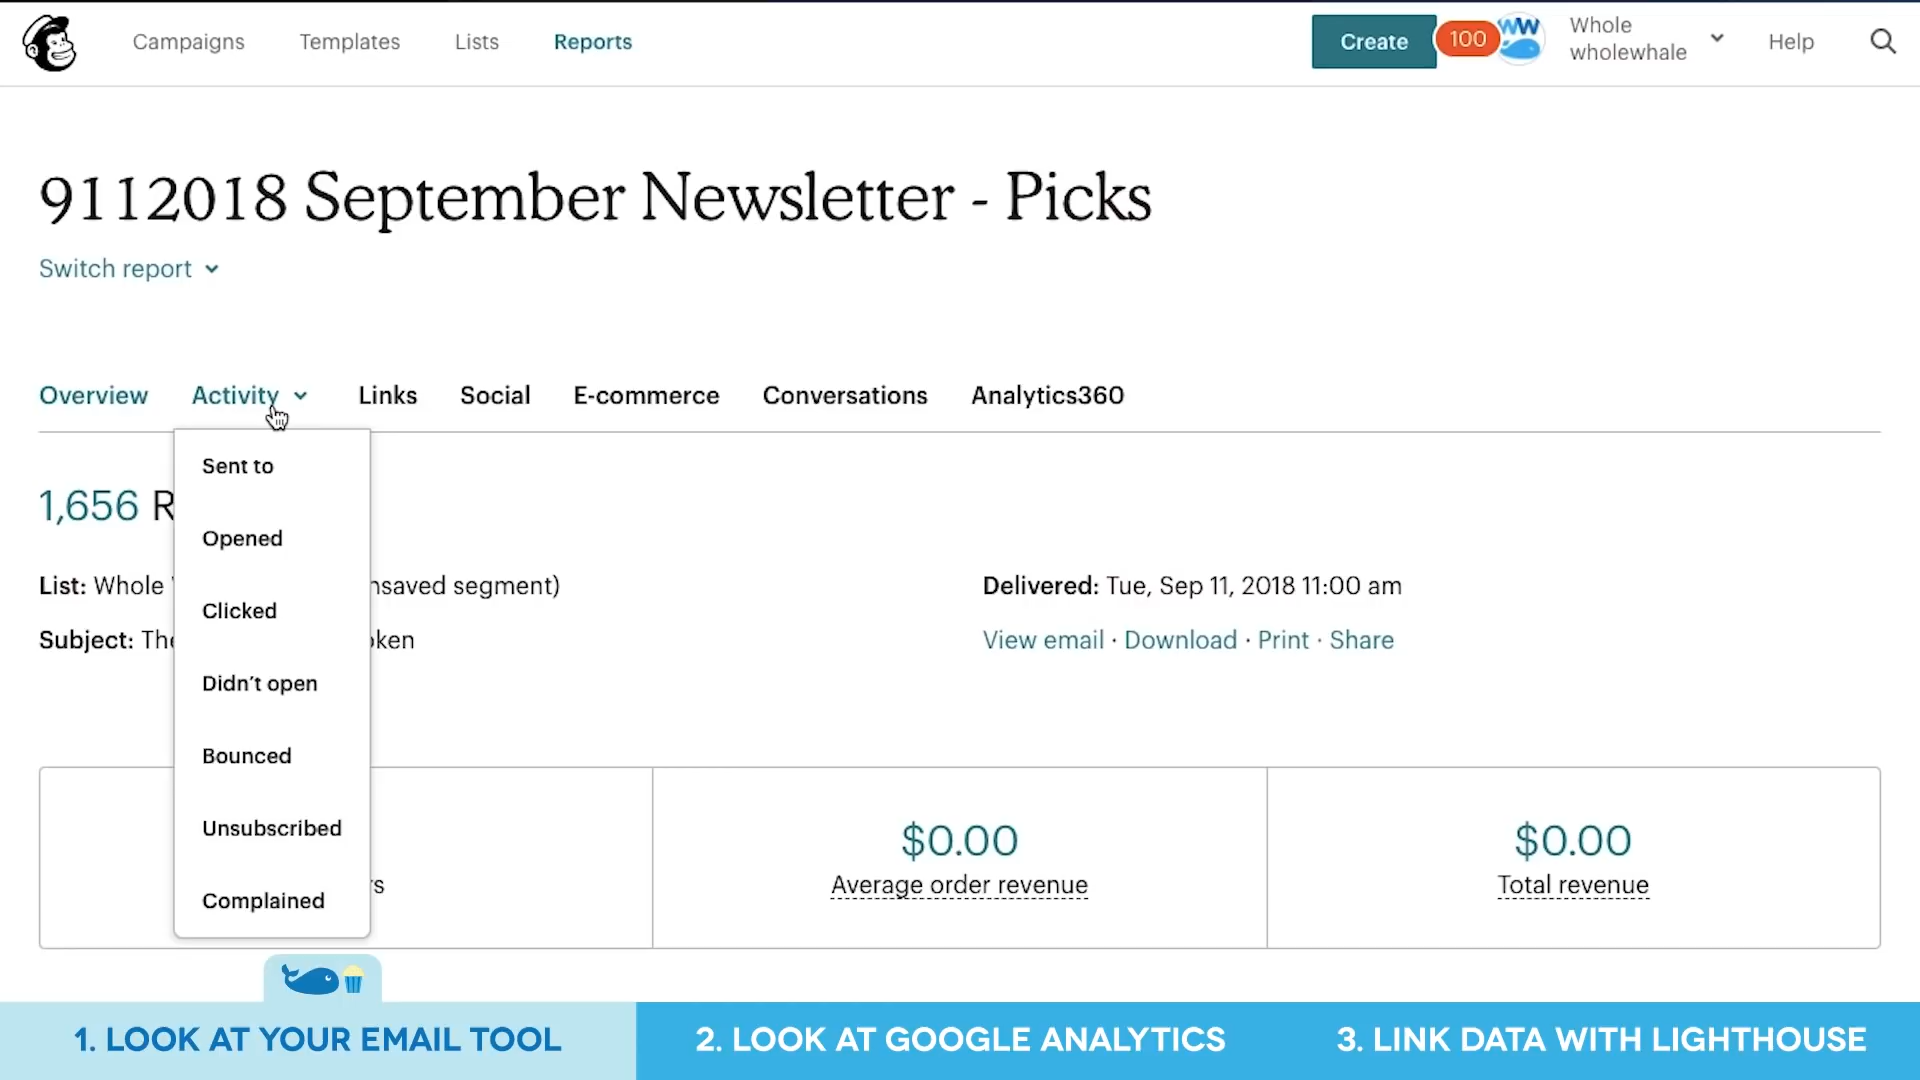 Campaigns Templates Lists Reports Create 100 WW Whole wholewhale Help
9112018 September Newsletter - Picks
Switch report
Overview Activity Links Social E-commerce Conversations Analytics360
Sent to
1,656 R
Opened
List: Whole nsaved segment) Delivered: Tue, Sep 11, 2018 11:00 am
Clicked
Subject: The ken View email · Download · Print · Share
Didn't open
Bounced
Unsubscribed
$0.00 $0.00
rs Average order revenue Total revenue
Complained
1. LOOK AT YOUR EMAIL TOOL 2. LOOK AT GOOGLE ANALYTICS 3. LINK DATA WITH LIGHTHOUSE